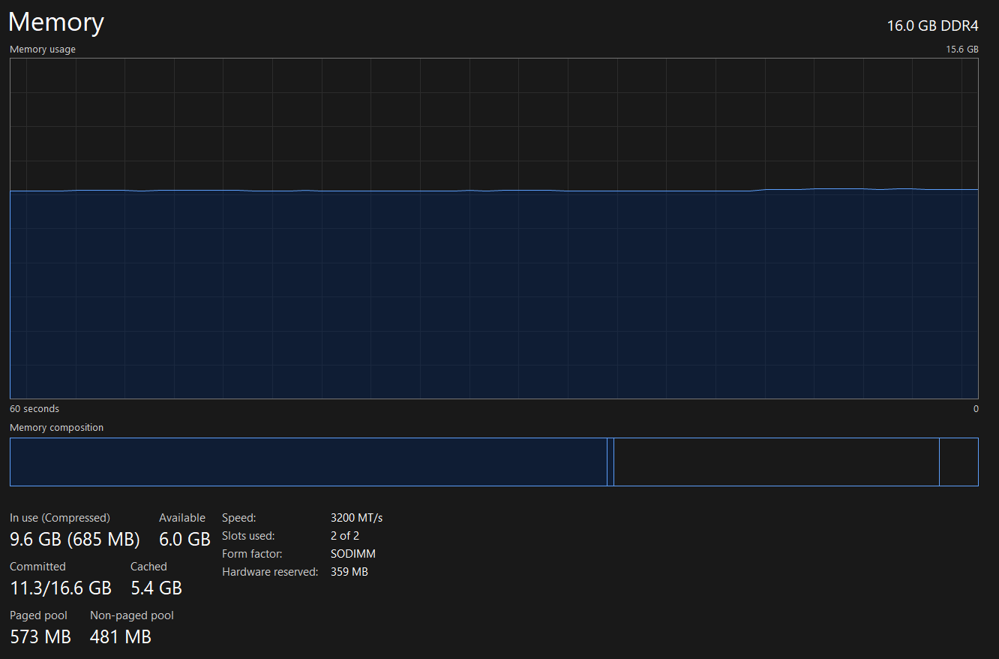 Memory
16.0 GB DDR4
Memory usage
15.6 GB
60 seconds
0
Memory composition
In use (Compressed)
9.6 GB (685 MB)
Available
6.0 GB
Committed
11.3/16.6 GB
Cached
5.4 GB
Paged pool
573 MB
Non-paged pool
481 MB
Speed: 3200 MT/s
Slots used: 2 of 2
Form factor: SODIMM
Hardware reserved: 359 MB